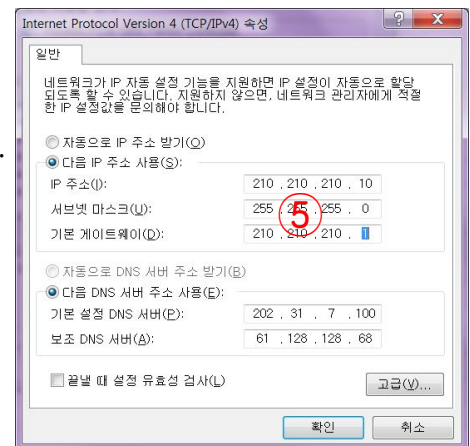 Internet Protocol Version 4 (TCP/IPv4) 속성
일반
네트워크가 IP 자동 설정 기능을 지원하면 IP 설정이 자동으로 할당
되도록 할 수 있습니다. 지원하지 않으면, 네트워크 관리자에게 적절
한 IP 설정값을 문의해야 합니다.
자동으로 IP 주소 받기(O)
다음 IP 주소 사용(S):
IP 주소(I): 210 . 210 . 210 . 10
서브넷 마스크(U): 255 . 255 . 255 . 0
⑤
기본 게이트웨이(D): 210 . 210 . 210 . 1
자동으로 DNS 서버 주소 받기(B)
다음 DNS 서버 주소 사용(E):
기본 설정 DNS 서버(P): 202 . 31 . 7 . 100
보조 DNS 서버(A): 61 . 128 . 128 . 68
끝낼 때 설정 유효성 검사(L)
고급(V)...
확인
취소